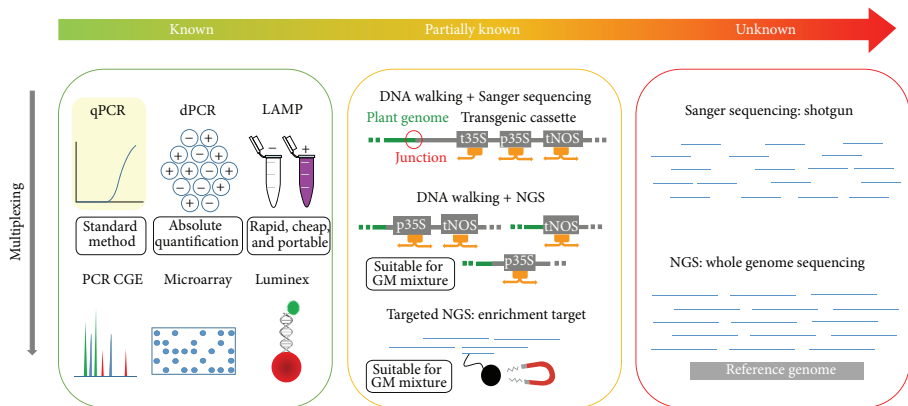 Known
Partially known
Unknown
Multiplexing
qPCR
dPCR
LAMP
− +
Standard
method
Absolute
quantification
Rapid, cheap,
and portable
PCR CGE
Microarray
Luminex
DNA walking + Sanger sequencing
Plant genome
Transgenic cassette
t35S
p35S
tNOS
Junction
DNA walking + NGS
p35S
tNOS
tNOS
Suitable for
GM mixture
p35S
Targeted NGS: enrichment target
Suitable for
GM mixture
Sanger sequencing: shotgun
NGS: whole genome sequencing
Reference genome